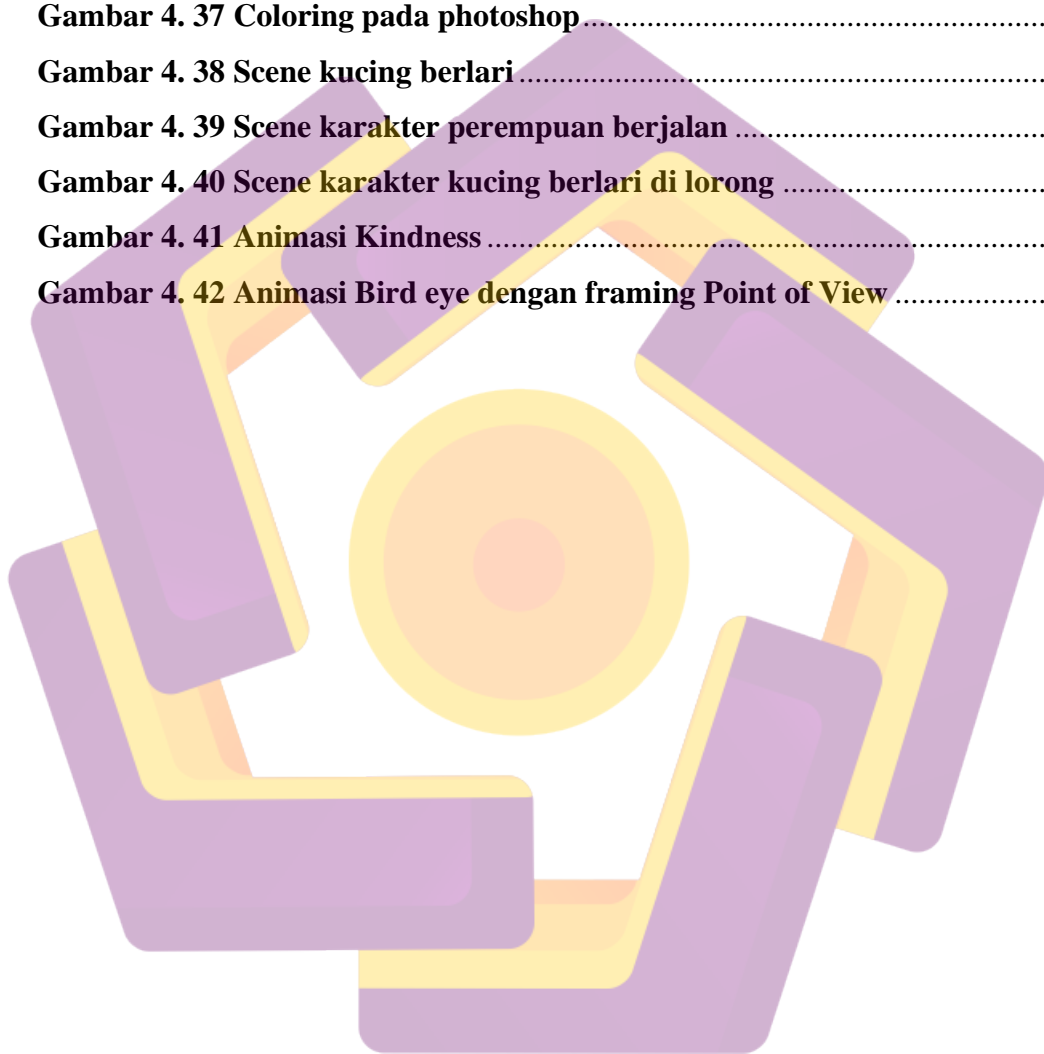 Gambar 4. 37 Coloring pada photoshop....................................................................
Gambar 4. 38 Scene kucing berlari............................................................................
Gambar 4. 39 Scene karakter perempuan berjalan .............................................
Gambar 4. 40 Scene karakter kucing berlari di lorong ......................................
Gambar 4. 41 Animasi Kindness................................................................................
Gambar 4. 42 Animasi Bird eye dengan framing Point of View ......................